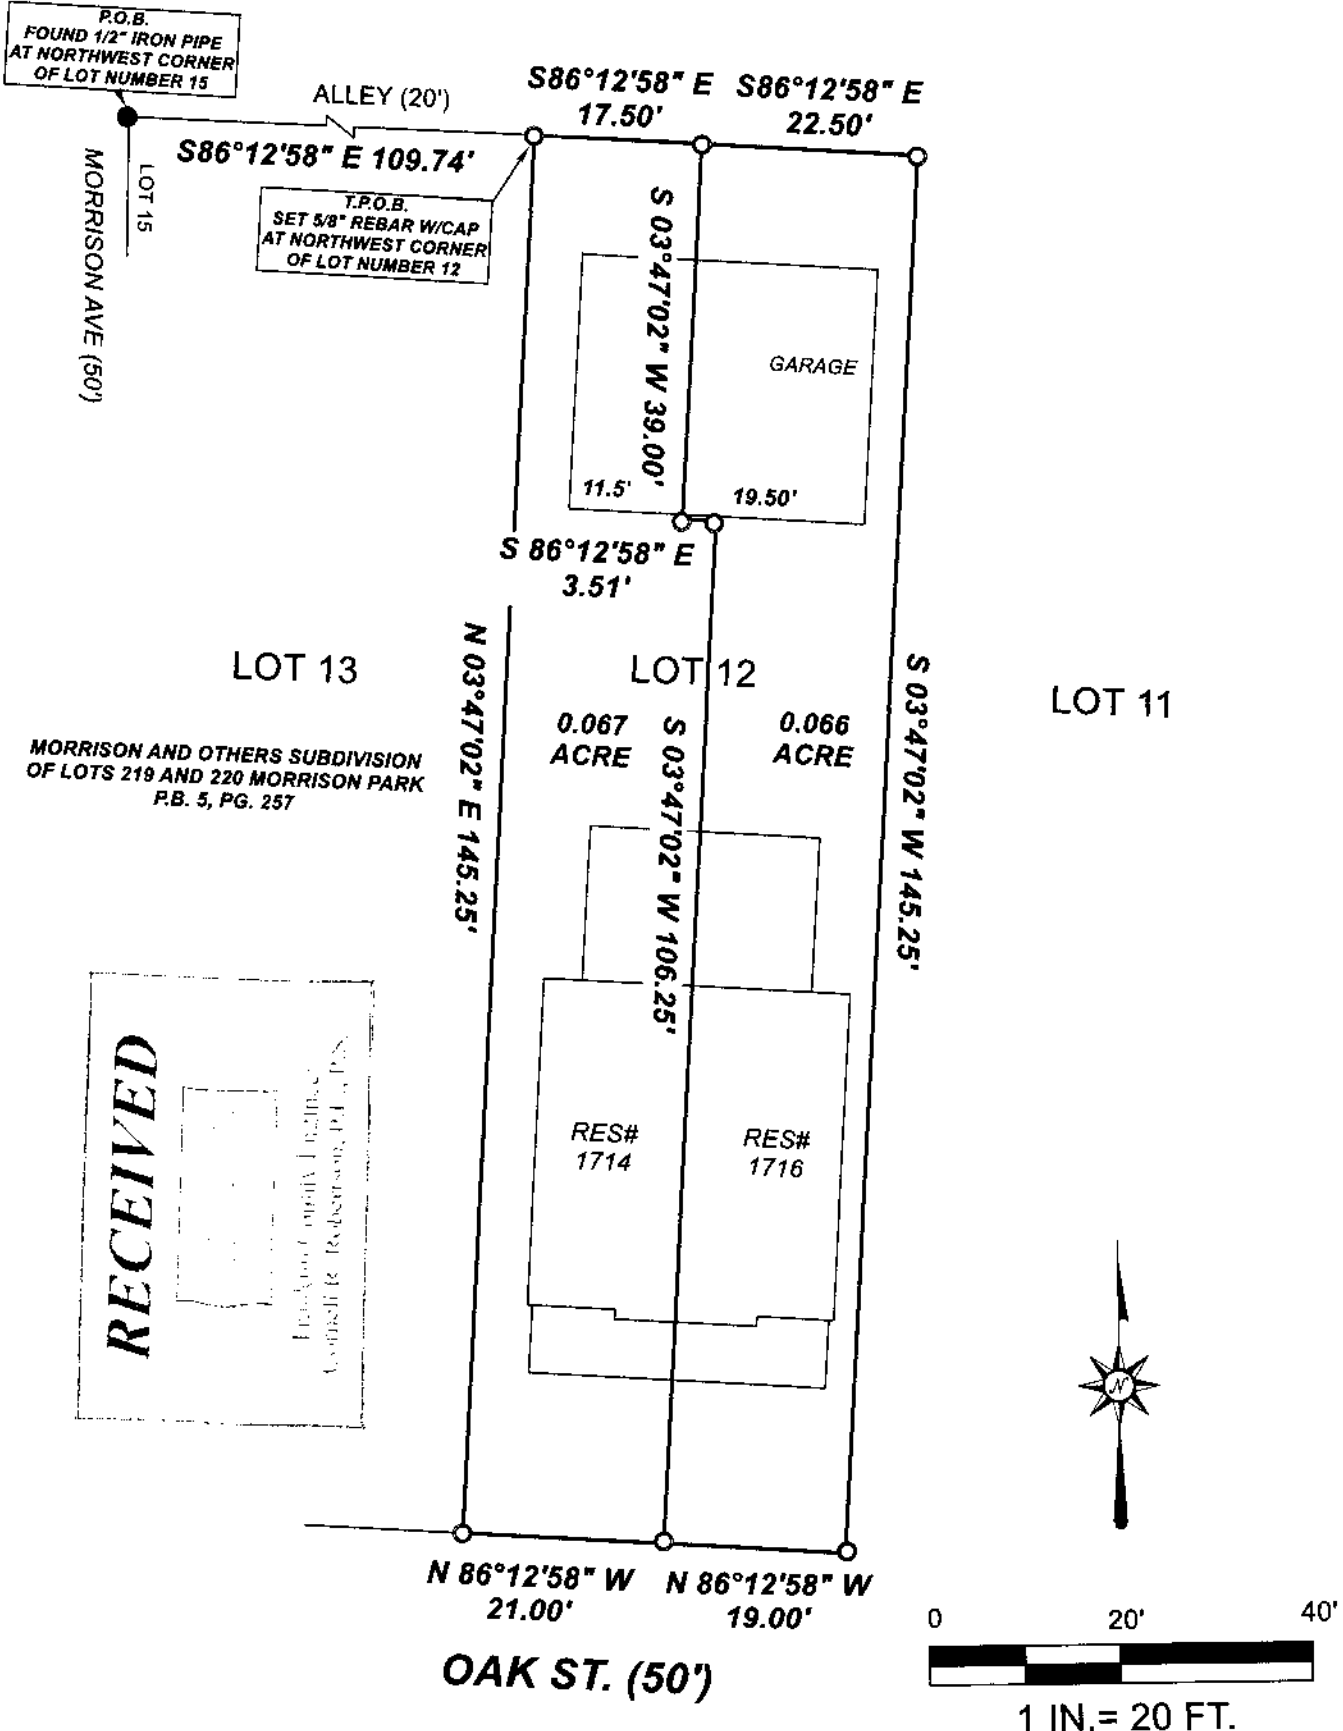 P.O.B.
FOUND 1/2" IRON PIPE
AT NORTHWEST CORNER
OF LOT NUMBER 15
ALLEY (20')
S86°12'58" E 109.74'
S86°12'58" E
17.50'
S86°12'58" E
22.50'
LOT 15
MORRISON AVE (50')
T.P.O.B.
SET 5/8" REBAR W/CAP
AT NORTHWEST CORNER
OF LOT NUMBER 12
S 03°47'02" W 39.00'
GARAGE
11.5'
19.50'
S 86°12'58" E
3.51'
LOT 13
LOT 12
LOT 11
N 03°47'02" E 145.25'
0.067
ACRE
S 03°47'02" W 106.25'
0.066
ACRE
S 03°47'02" W 145.25'
MORRISON AND OTHERS SUBDIVISION
OF LOTS 219 AND 220 MORRISON PARK
P.B. 5, PG. 257
RECEIVED
RES#
1714
RES#
1716
N
N 86°12'58" W
21.00'
N 86°12'58" W
19.00'
OAK ST. (50')
0 20' 40'
1 IN.= 20 FT.